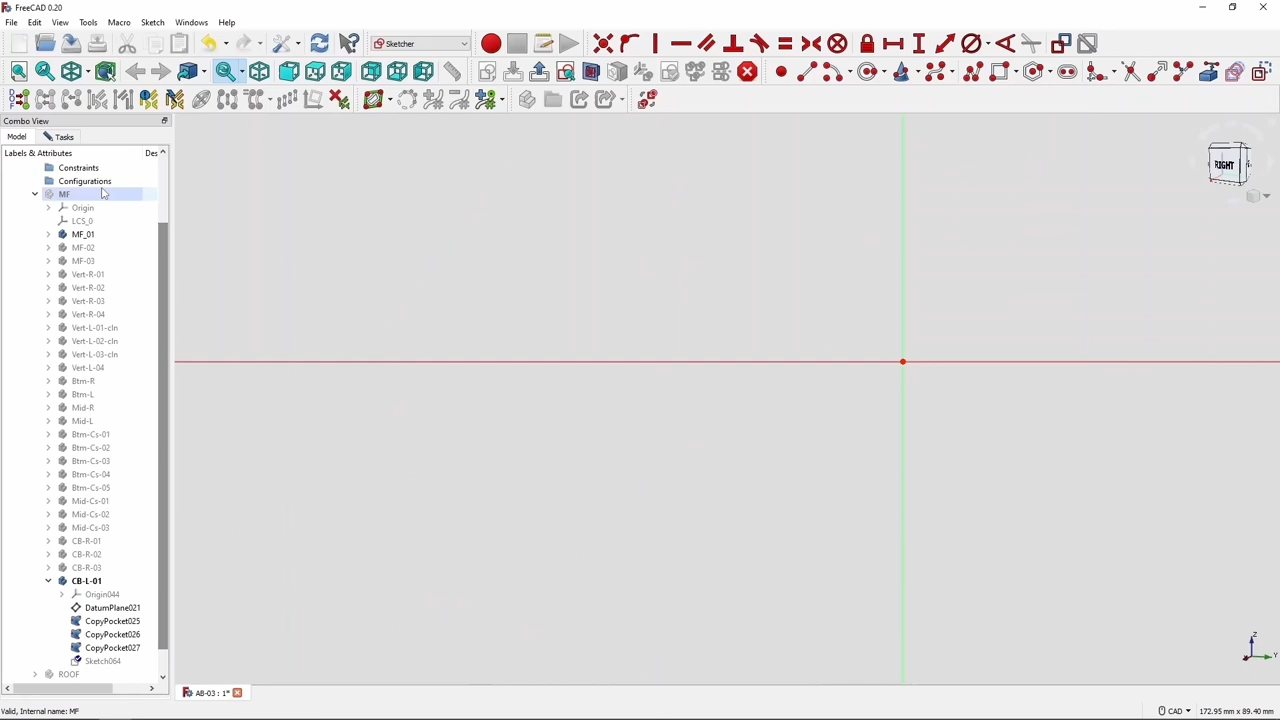 FreeCAD 0.20
File Edit View Tools Macro Sketch Windows Help
Sketcher
Combo View
Model Tasks
Labels & Attributes Des
Constraints
Configurations
MF
Origin
LCS_0
MF_01
MF-02
MF-03
Vert-R-01
Vert-R-02
Vert-R-03
Vert-R-04
Vert-L-01-cln
Vert-L-02-cln
Vert-L-03-cln
Vert-L-04
Btm-R
Btm-L
Mid-R
Mid-L
Btm-Cs-01
Btm-Cs-02
Btm-Cs-03
Btm-Cs-04
Btm-Cs-05
Mid-Cs-01
Mid-Cs-02
Mid-Cs-03
CB-R-01
CB-R-02
CB-R-03
CB-L-01
Origin044
DatumPlane021
CopyPocket025
CopyPocket026
CopyPocket027
Sketch064
ROOF
RIGHT
Z
Y
AB-03 : 1*
Valid, Internal name: MF
CAD 172.95 mm x 89.40 mm